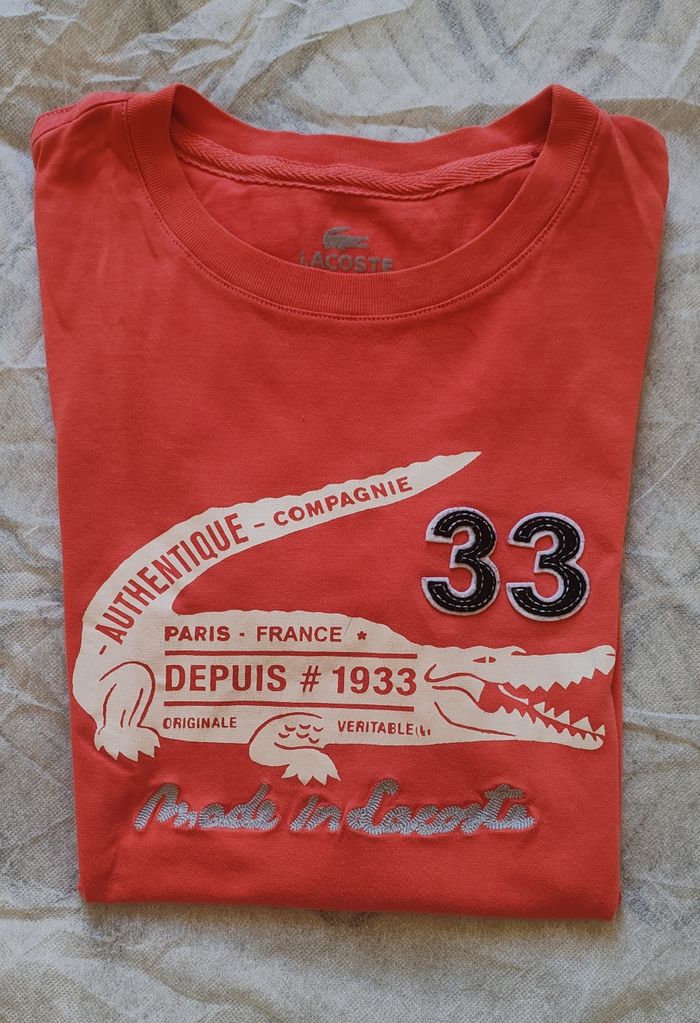 LACOSTE
AUTHENTIQUE - COMPAGNIE
33
PARIS - FRANCE *
DEPUIS # 1933
ORIGINALE VERITABLE
Made in Lacoste